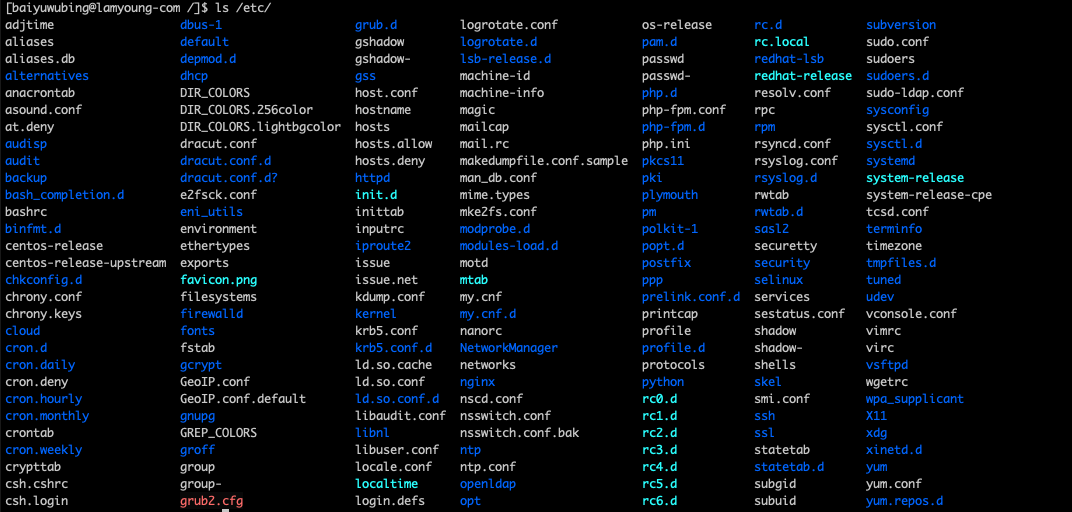 [baiyuwubing@lamyoung-com /]$ ls /etc/
adjtime dbus-1 grub.d logrotate.conf os-release rc.d subversion
aliases default gshadow logrotate.d pam.d rc.local sudo.conf
aliases.db depmod.d gshadow- lsb-release.d passwd redhat-lsb sudoers
alternatives dhcp gss machine-id passwd- redhat-release sudoers.d
anacrontab DIR_COLORS host.conf machine-info php.d resolv.conf sudo-ldap.conf
asound.conf DIR_COLORS.256color hostname magic php-fpm.conf rpc sysconfig
at.deny DIR_COLORS.lightbgcolor hosts mailcap php-fpm.d rpm sysctl.conf
audisp dracut.conf hosts.allow mail.rc php.ini rsyncd.conf sysctl.d
audit dracut.conf.d hosts.deny makedumpfile.conf.sample pkcs11 rsyslog.conf systemd
backup dracut.conf.d? httpd man_db.conf pki rsyslog.d system-release
bash_completion.d e2fsck.conf init.d mime.types plymouth rwtab system-release-cpe
bashrc eni_utils inittab mke2fs.conf pm rwtab.d tcsd.conf
binfmt.d environment inputrc modprobe.d polkit-1 sasl2 terminfo
centos-release ethertypes iproute2 modules-load.d popt.d securetty timezone
centos-release-upstream exports issue motd postfix security tmpfiles.d
chkconfig.d favicon.png issue.net mtab ppp selinux tuned
chrony.conf filesystems kdump.conf my.cnf prelink.conf.d services udev
chrony.keys firewalld kernel my.cnf.d printcap sestatus.conf vconsole.conf
cloud fonts krb5.conf nanorc profile shadow vimrc
cron.d fstab krb5.conf.d NetworkManager profile.d shadow- virc
cron.daily gcrypt ld.so.cache networks protocols shells vsftpd
cron.deny GeoIP.conf ld.so.conf nginx python skel wgetrc
cron.hourly GeoIP.conf.default ld.so.conf.d nscd.conf rc0.d smi.conf wpa_supplicant
cron.monthly gnupg libaudit.conf nsswitch.conf rc1.d ssh X11
crontab GREP_COLORS libnl nsswitch.conf.bak rc2.d ssl xdg
cron.weekly groff libuser.conf ntp rc3.d statetab xinetd.d
crypttab group locale.conf ntp.conf rc4.d statetab.d yum
csh.cshrc group- localtime openldap rc5.d subgid yum.conf
csh.login grub2.cfg login.defs opt rc6.d subuid yum.repos.d